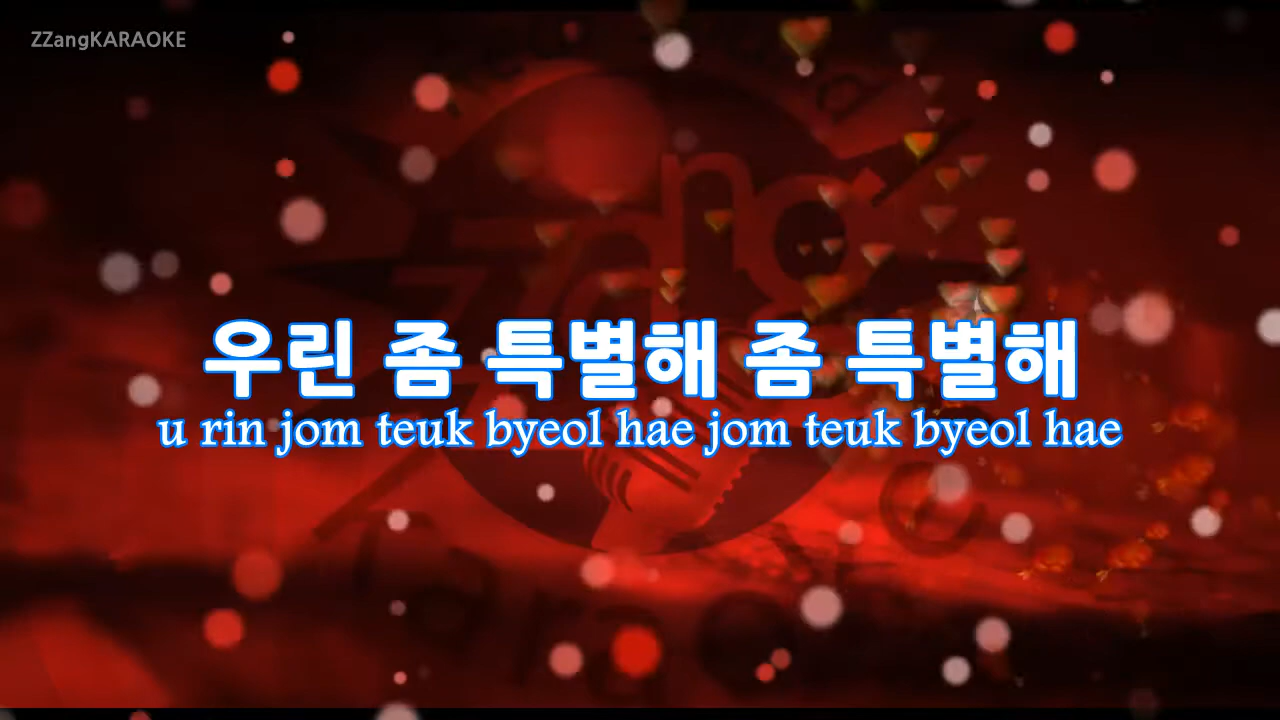 ZZangKARAOKE
Zzang
우린 좀 특별해 좀 특별해
u rin jom teuk byeol hae jom teuk byeol hae